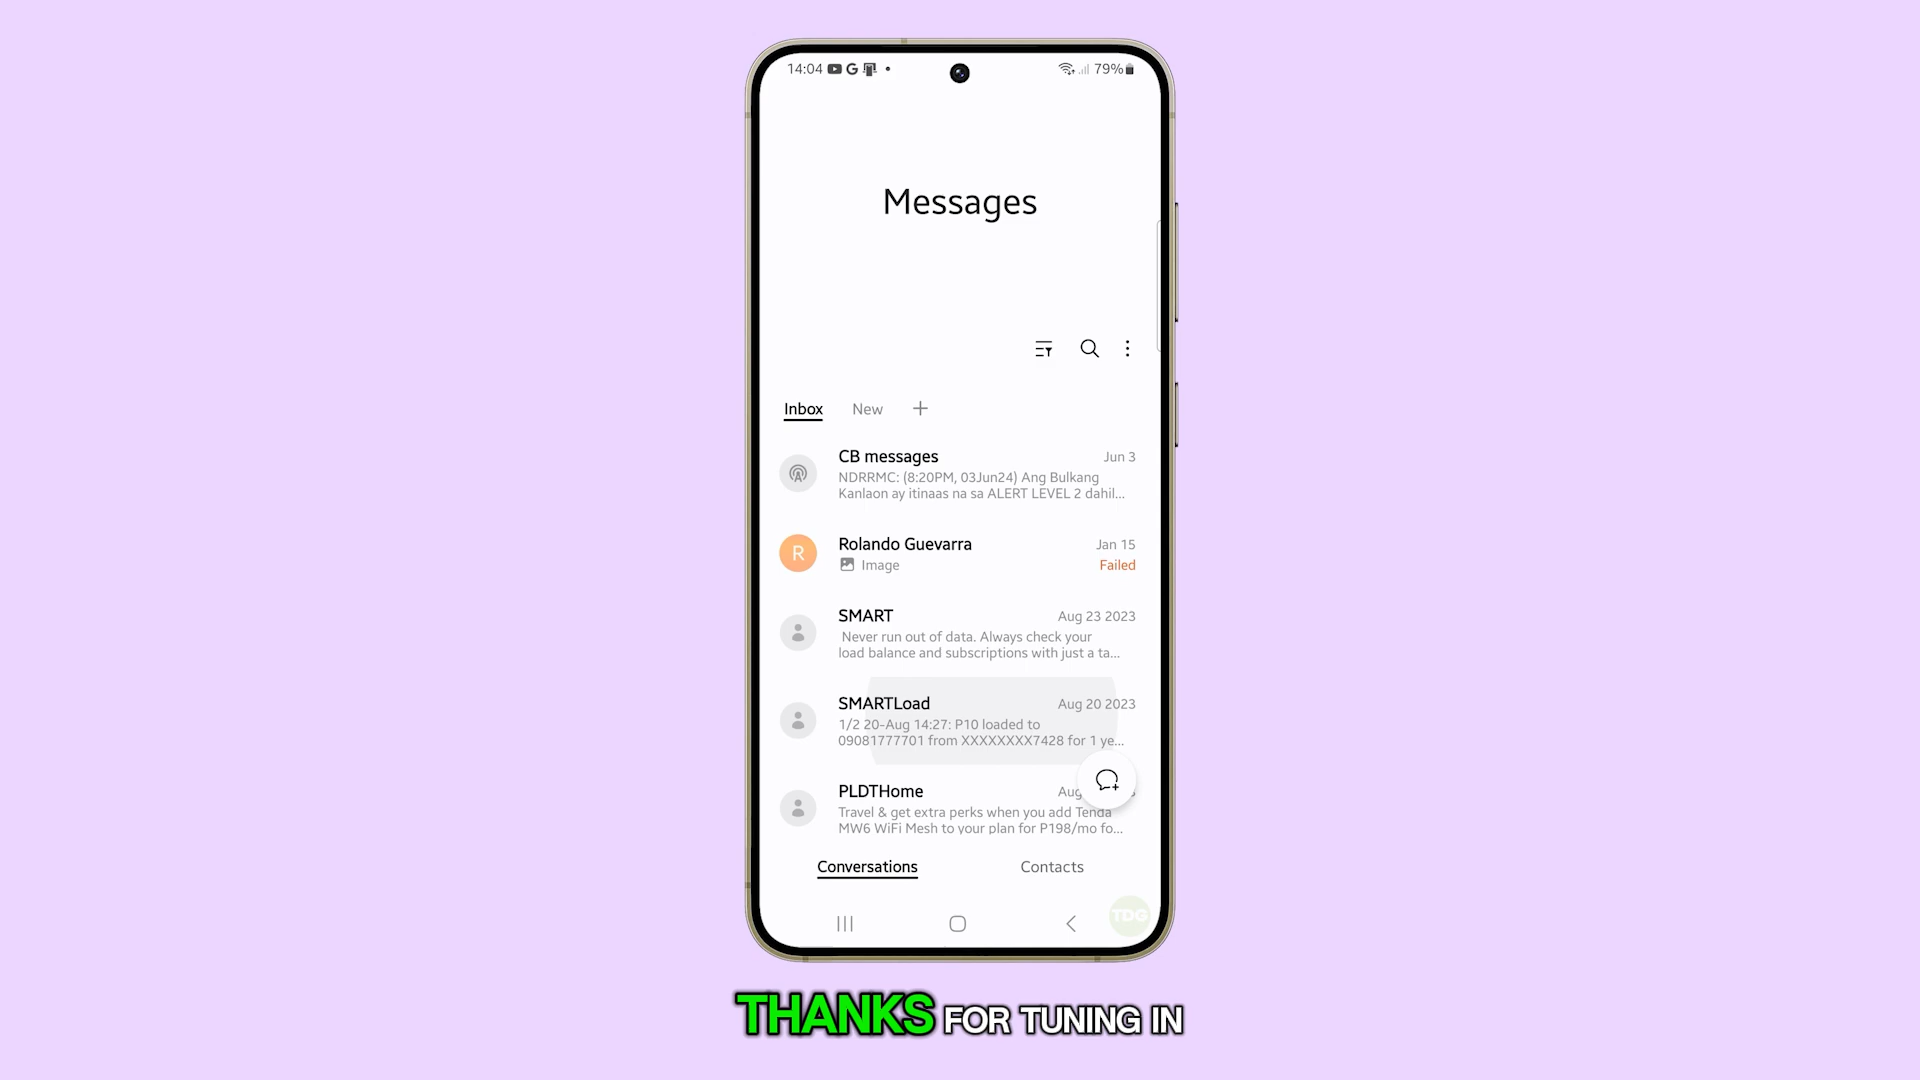 14:04
79%
Messages
Inbox New
CB messages Jun 3
NDRRMC: (8:20PM, 03Jun24) Ang Bulkang
Kanlaon ay itinaas na sa ALERT LEVEL 2 dahil...
R
Rolando Guevarra Jan 15
Image Failed
SMART Aug 23 2023
Never run out of data. Always check your
load balance and subscriptions with just a ta...
SMARTLoad Aug 20 2023
1/2 20-Aug 14:27: P10 loaded to
09081777701 from XXXXXXXX7428 for 1 ye...
PLDTHome Aug
Travel & get extra perks when you add Tenda
MW6 WiFi Mesh to your plan for P198/mo fo...
Conversations Contacts
TDG
THANKS FOR TUNING IN